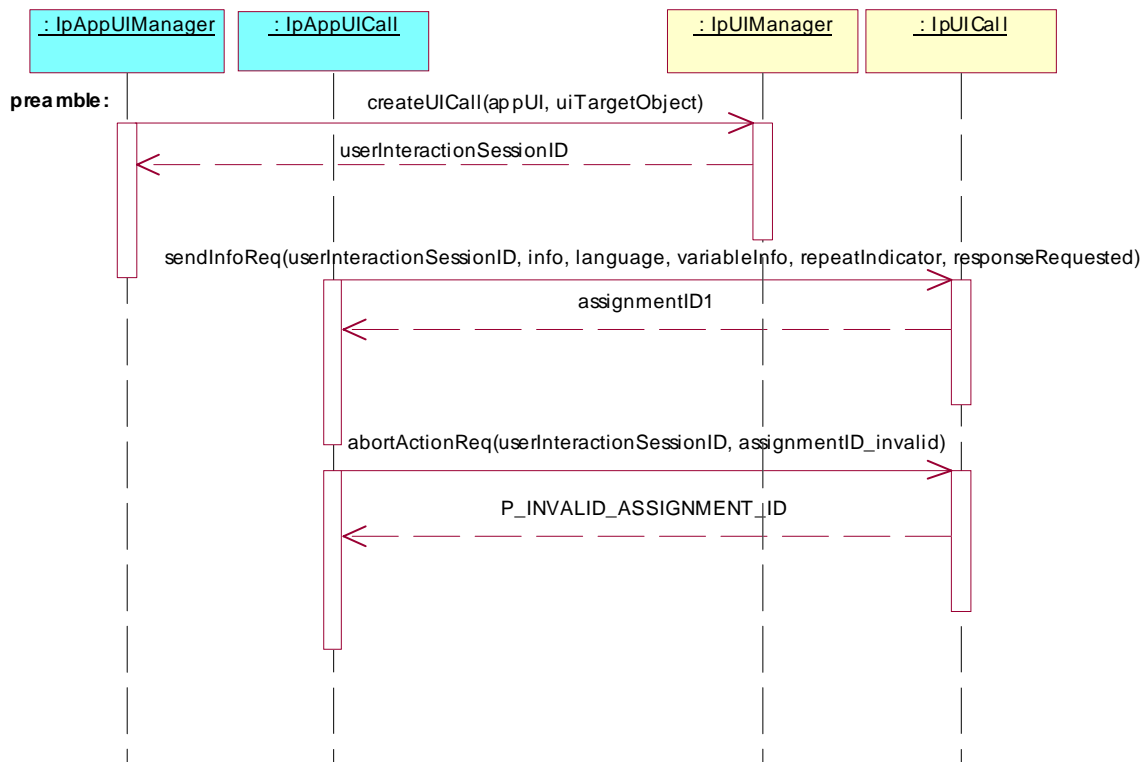 : IpAppUIManager
: IpAppUICall
: IpUIManager
: IpUICall
preamble:
createUICall(appUI, uiTargetObject)
userInteractionSessionID
sendInfoReq(userInteractionSessionID, info, language, variableInfo, repeatIndicator, responseRequested)
assignmentID1
abortActionReq(userInteractionSessionID, assignmentID_invalid)
P_INVALID_ASSIGNMENT_ID